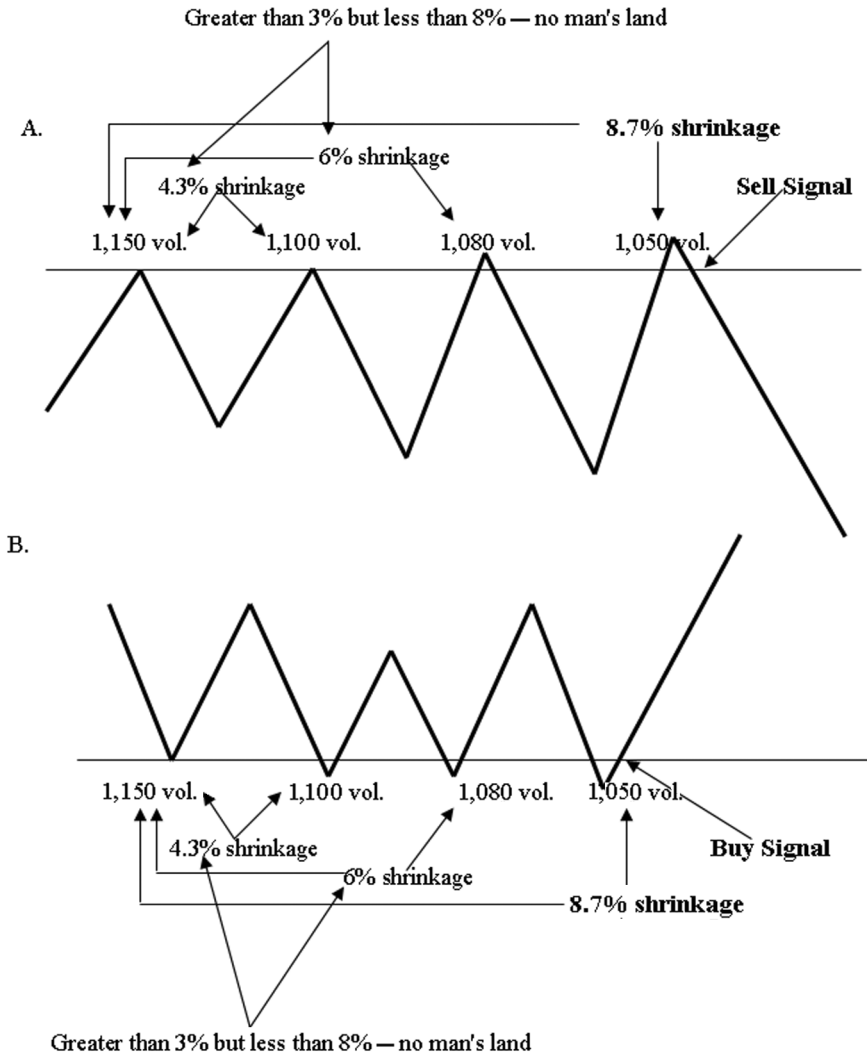 Greater than 3% but less than 8% — no man's land
A.
8.7% shrinkage
6% shrinkage
4.3% shrinkage
Sell Signal
1,150 vol.
1,100 vol.
1,080 vol.
1,050 vol.
B.
1,150 vol.
1,100 vol.
1,080 vol.
1,050 vol.
4.3% shrinkage
Buy Signal
6% shrinkage
8.7% shrinkage
Greater than 3% but less than 8% — no man's land